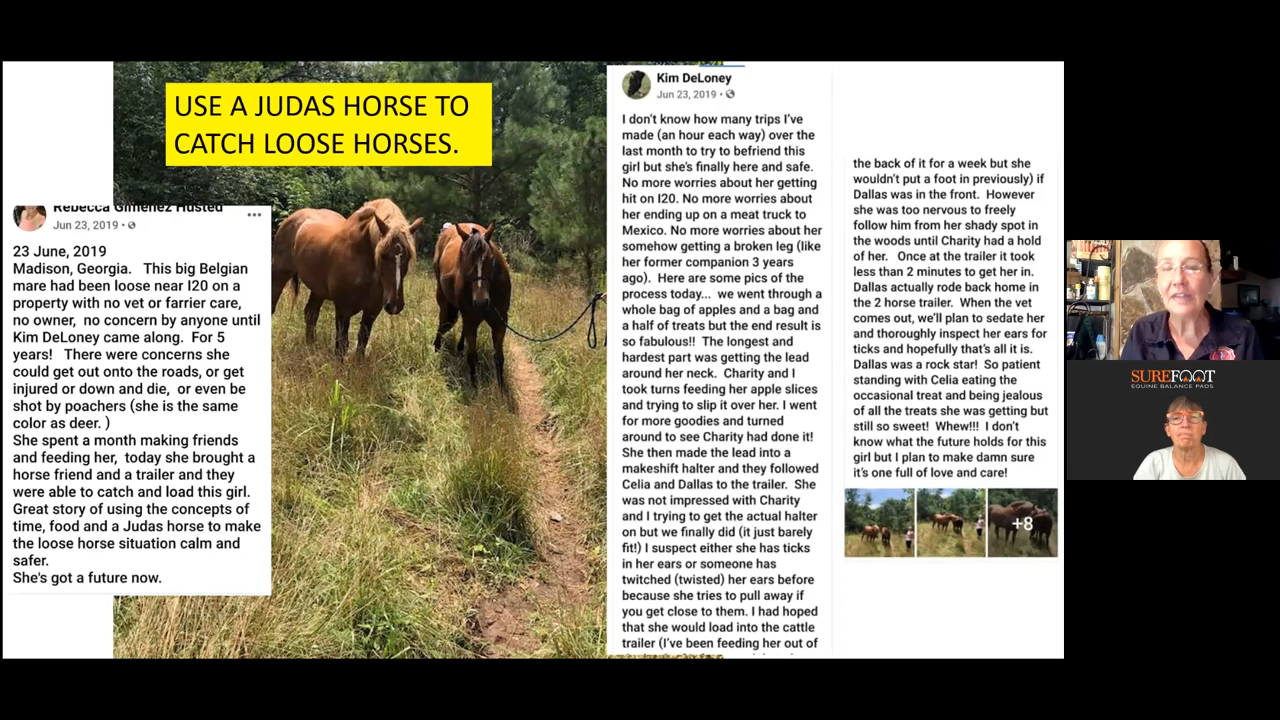 USE A JUDAS HORSE TO
CATCH LOOSE HORSES.
Rebecca Gimenez Husted
Jun 23, 2019 •
23 June, 2019
Madison, Georgia. This big Belgian
mare had been loose near I20 on a
property with no vet or farrier care,
no owner, no concern by anyone until
Kim DeLoney came along. For 5
years! There were concerns she
could get out onto the roads, or get
injured or down and die, or even be
shot by poachers (she is the same
color as deer. )
She spent a month making friends
and feeding her, today she brought a
horse friend and a trailer and they
were able to catch and load this girl.
Great story of using the concepts of
time, food and a Judas horse to make
the loose horse situation calm and
safer.
She's got a future now.
Kim DeLoney
Jun 23, 2019 •
I don't know how many trips I've
made (an hour each way) over the
last month to try to befriend this
girl but she's finally here and safe.
No more worries about her getting
hit on I20. No more worries about
her ending up on a meat truck to
Mexico. No more worries about her
somehow getting a broken leg (like
her former companion 3 years
ago). Here are some pics of the
process today... we went through a
whole bag of apples and a bag and
a half of treats but the end result is
so fabulous!! The longest and
hardest part was getting the lead
around her neck. Charity and I
took turns feeding her apple slices
and trying to slip it over her. I went
for more goodies and turned
around to see Charity had done it!
She then made the lead into a
makeshift halter and they followed
Celia and Dallas to the trailer. She
was not impressed with Charity
and I trying to get the actual halter
on but we finally did (it just barely
fit!) I suspect either she has ticks
in her ears or someone has
twitched (twisted) her ears before
because she tries to pull away if
you get close to them. I had hoped
that she would load into the cattle
trailer (I've been feeding her out of
the back of it for a week but she
wouldn't put a foot in previously) if
Dallas was in the front. However
she was too nervous to freely
follow him from her shady spot in
the woods until Charity had a hold
of her. Once at the trailer it took
less than 2 minutes to get her in.
Dallas actually rode back home in
the 2 horse trailer. When the vet
comes out, we'll plan to sedate her
and thoroughly inspect her ears for
ticks and hopefully that's all it is.
Dallas was a rock star! So patient
standing with Celia eating the
occasional treat and being jealous
of all the treats she was getting but
still so sweet! Whew!!! I don't
know what the future holds for this
girl but I plan to make damn sure
it's one full of love and care!
+8
SUREFOOT
EQUINE BALANCE PADS